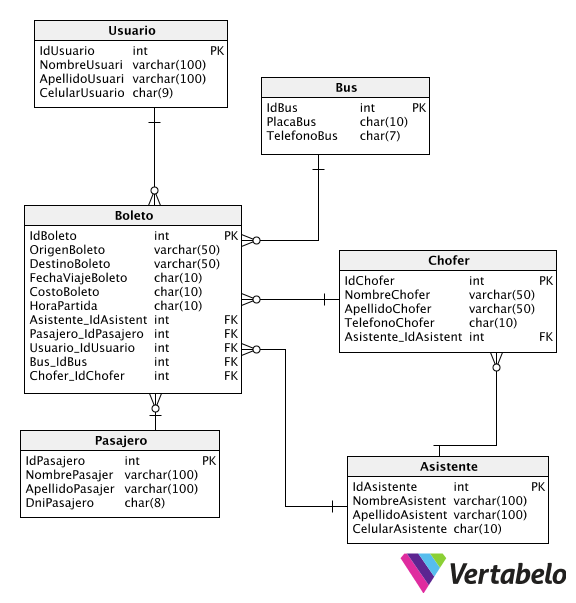 Usuario
IdUsuario int PK
NombreUsuari varchar(100)
ApellidoUsuari varchar(100)
CelularUsuario char(9)
Bus
IdBus int PK
PlacaBus char(10)
TelefonoBus char(7)
Boleto
IdBoleto int PK
OrigenBoleto varchar(50)
DestinoBoleto varchar(50)
FechaViajeBoleto char(10)
CostoBoleto char(10)
HoraPartida char(10)
Asistente_IdAsistent int FK
Pasajero_IdPasajero int FK
Usuario_IdUsuario int FK
Bus_IdBus int FK
Chofer_IdChofer int FK
Chofer
IdChofer int PK
NombreChofer varchar(50)
ApellidoChofer varchar(50)
TelefonoChofer char(10)
Asistente_IdAsistent int FK
Pasajero
IdPasajero int PK
NombrePasajer varchar(100)
ApellidoPasajer varchar(100)
DniPasajero char(8)
Asistente
IdAsistente int PK
NombreAsistent varchar(100)
ApellidoAsistent varchar(100)
CelularAsistente char(10)
Vertabelo